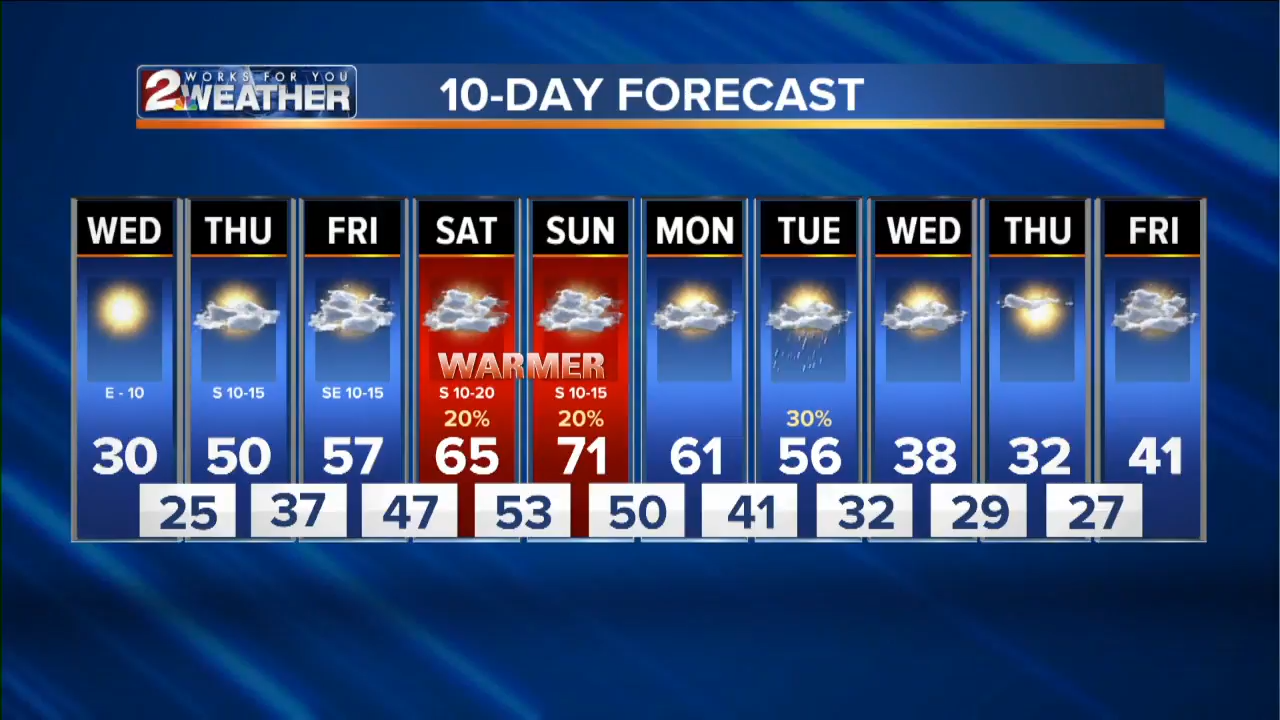 2 WORKS FOR YOU
WEATHER
10-DAY FORECAST
WED THU FRI SAT SUN MON TUE WED THU FRI
WARMER
E - 10 S 10-15 SE 10-15 S 10-20 S 10-15
20% 20% 30%
30 50 57 65 71 61 56 38 32 41
25 37 47 53 50 41 32 29 27